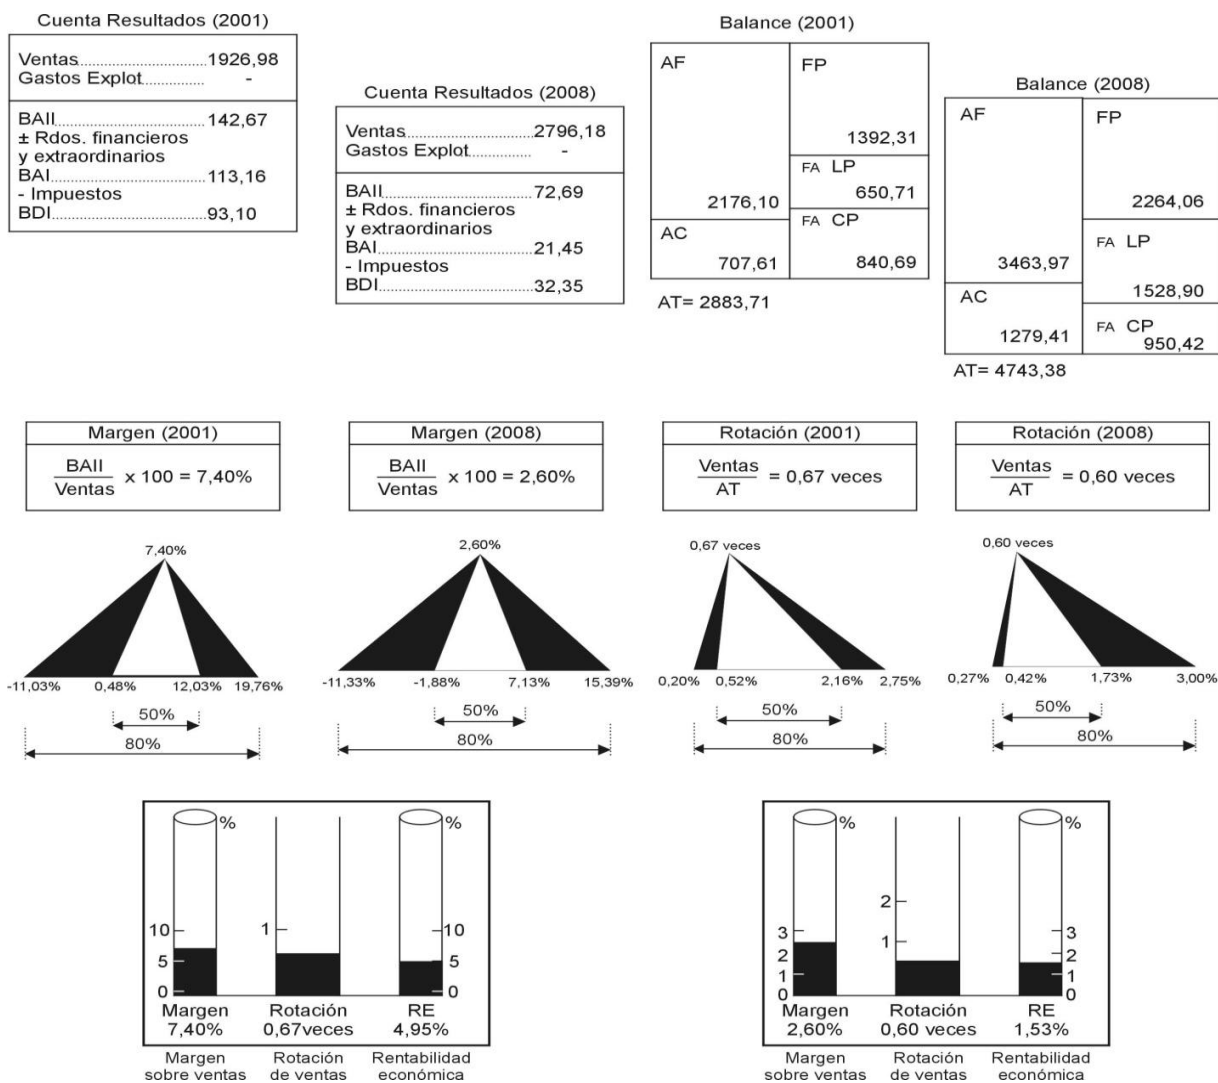 Cuenta Resultados (2001)
Ventas 1926,98
Gastos Explot -
BAII 142,67
± Rdos. financieros
y extraordinarios
BAI 113,16
- Impuestos
BDI 93,10
Cuenta Resultados (2008)
Ventas 2796,18
Gastos Explot -
BAII 72,69
± Rdos. financieros
y extraordinarios
BAI 21,45
- Impuestos
BDI 32,35
Balance (2001)
AF
2176,10
AC
707,61
FP
1392,31
FA LP
650,71
FA CP
840,69
AT= 2883,71
Balance (2008)
AF
3463,97
AC
1279,41
FP
2264,06
FA LP
1528,90
FA CP
950,42
AT= 4743,38
Margen (2001)
BAII
Ventas
x 100 = 7,40%
Margen (2008)
BAII
Ventas
x 100 = 2,60%
Rotación (2001)
Ventas
AT
= 0,67 veces
Rotación (2008)
Ventas
AT
= 0,60 veces
7,40%
-11,03% 0,48% 12,03% 19,76%
50%
80%
2,60%
-11,33% -1,88% 7,13% 15,39%
50%
80%
0,67 veces
0,20% 0,52% 2,16% 2,75%
50%
80%
0,60 veces
0,27% 0,42% 1,73% 3,00%
50%
80%
% %
10 1 10
5 5
0 0
Margen Rotación RE
7,40% 0,67veces 4,95%
Margen Rotación Rentabilidad
sobre ventas de ventas económica
% %
2
3 1 3
2 2
1 1
0 0
Margen Rotación RE
2,60% 0,60 veces 1,53%
Margen Rotación Rentabilidad
sobre ventas de ventas económica